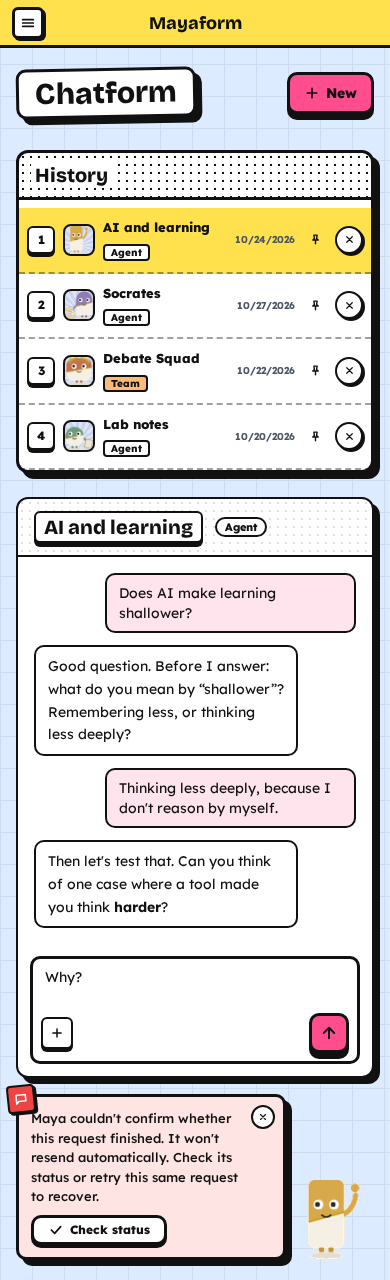 Mayaform
Chatform
+ New
History
1
AI and learning
Agent
10/24/2026
2
Socrates
Agent
10/27/2026
3
Debate Squad
Team
10/22/2026
4
Lab notes
Agent
10/20/2026
AI and learning
Agent
Does AI make learning
shallower?
Good question. Before I answer:
what do you mean by “shallower”?
Remembering less, or thinking
less deeply?
Thinking less deeply, because I
don't reason by myself.
Then let's test that. Can you think
of one case where a tool made
you think harder?
Why?
Maya couldn't confirm whether
this request finished. It won't
resend automatically. Check its
status or retry this same request
to recover.
Check status